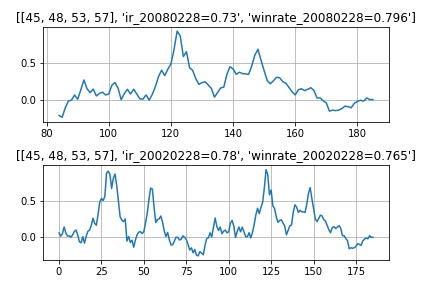 [[45, 48, 53, 57], 'ir_20080228=0.73', 'winrate_20080228=0.796']
0.5
0.0
80 100 120 140 160 180
[[45, 48, 53, 57], 'ir_20020228=0.78', 'winrate_20020228=0.765']
0.5
0.0
0 25 50 75 100 125 150 175